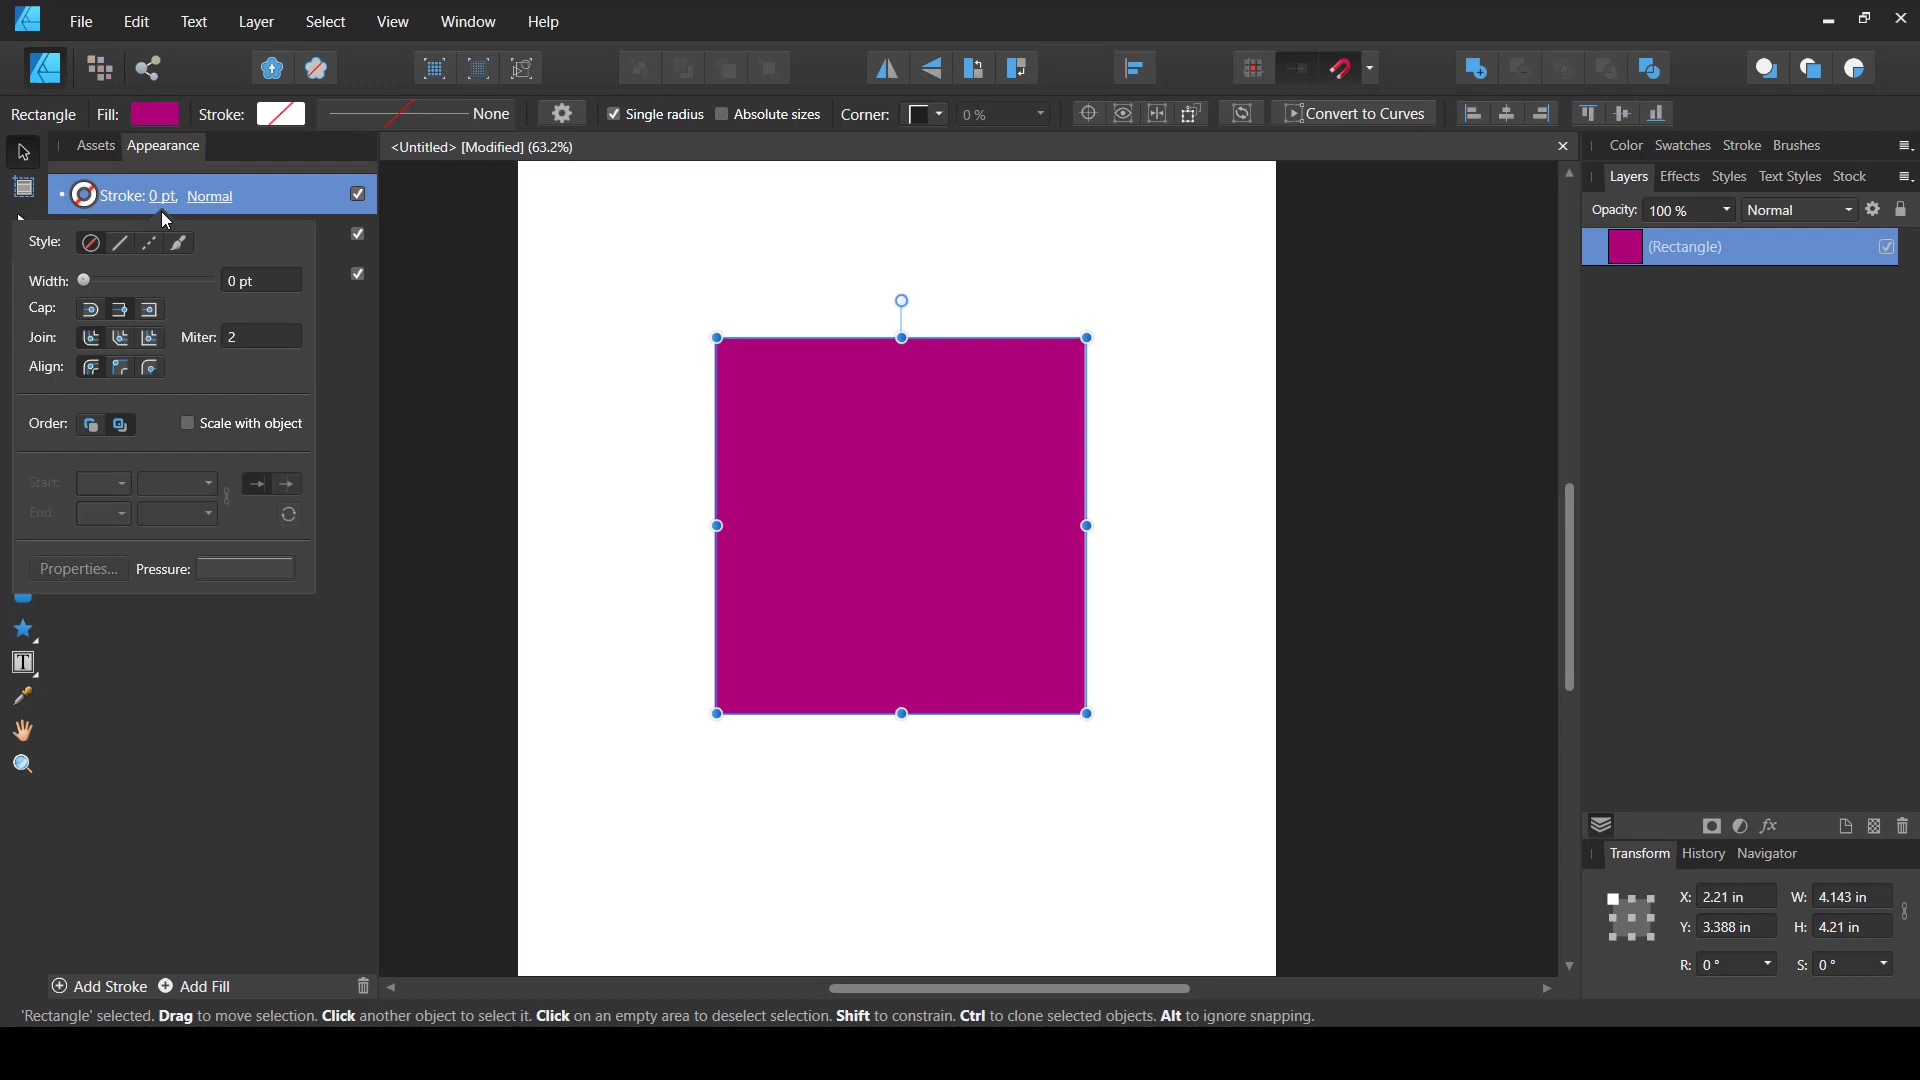 File Edit Text Layer Select View Window Help
Rectangle Fill: Stroke: None Single radius Absolute sizes Corner: 0 % Convert to Curves
Assets Appearance
<Untitled> [Modified] (63.2%)
Color Swatches Stroke Brushes
Layers Effects Styles Text Styles Stock
Opacity: 100 % Normal
(Rectangle)
Stroke: 0 pt, Normal
Style:
Width: 0 pt
Cap:
Join: Miter: 2
Align:
Order: Scale with object
Start:
End:
Properties... Pressure:
T
fx
Transform History Navigator
X: 2.21 in W: 4.143 in
Y: 3.388 in H: 4.21 in
R: 0 ° S: 0 °
Add Stroke Add Fill
'Rectangle' selected. Drag to move selection. Click another object to select it. Click on an empty area to deselect selection. Shift to constrain. Ctrl to clone selected objects. Alt to ignore snapping.